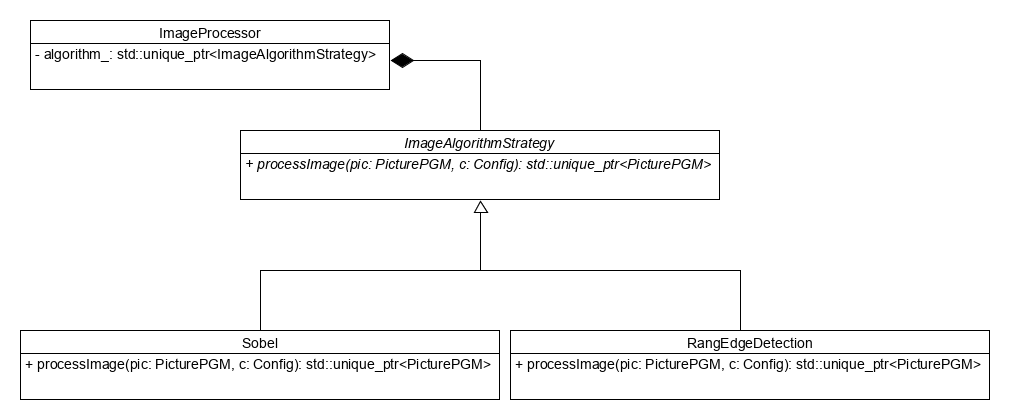 ImageProcessor
- algorithm_: std::unique_ptr<ImageAlgorithmStrategy>
ImageAlgorithmStrategy
+ processImage(pic: PicturePGM, c: Config): std::unique_ptr<PicturePGM>
Sobel
+ processImage(pic: PicturePGM, c: Config): std::unique_ptr<PicturePGM>
RangEdgeDetection
+ processImage(pic: PicturePGM, c: Config): std::unique_ptr<PicturePGM>